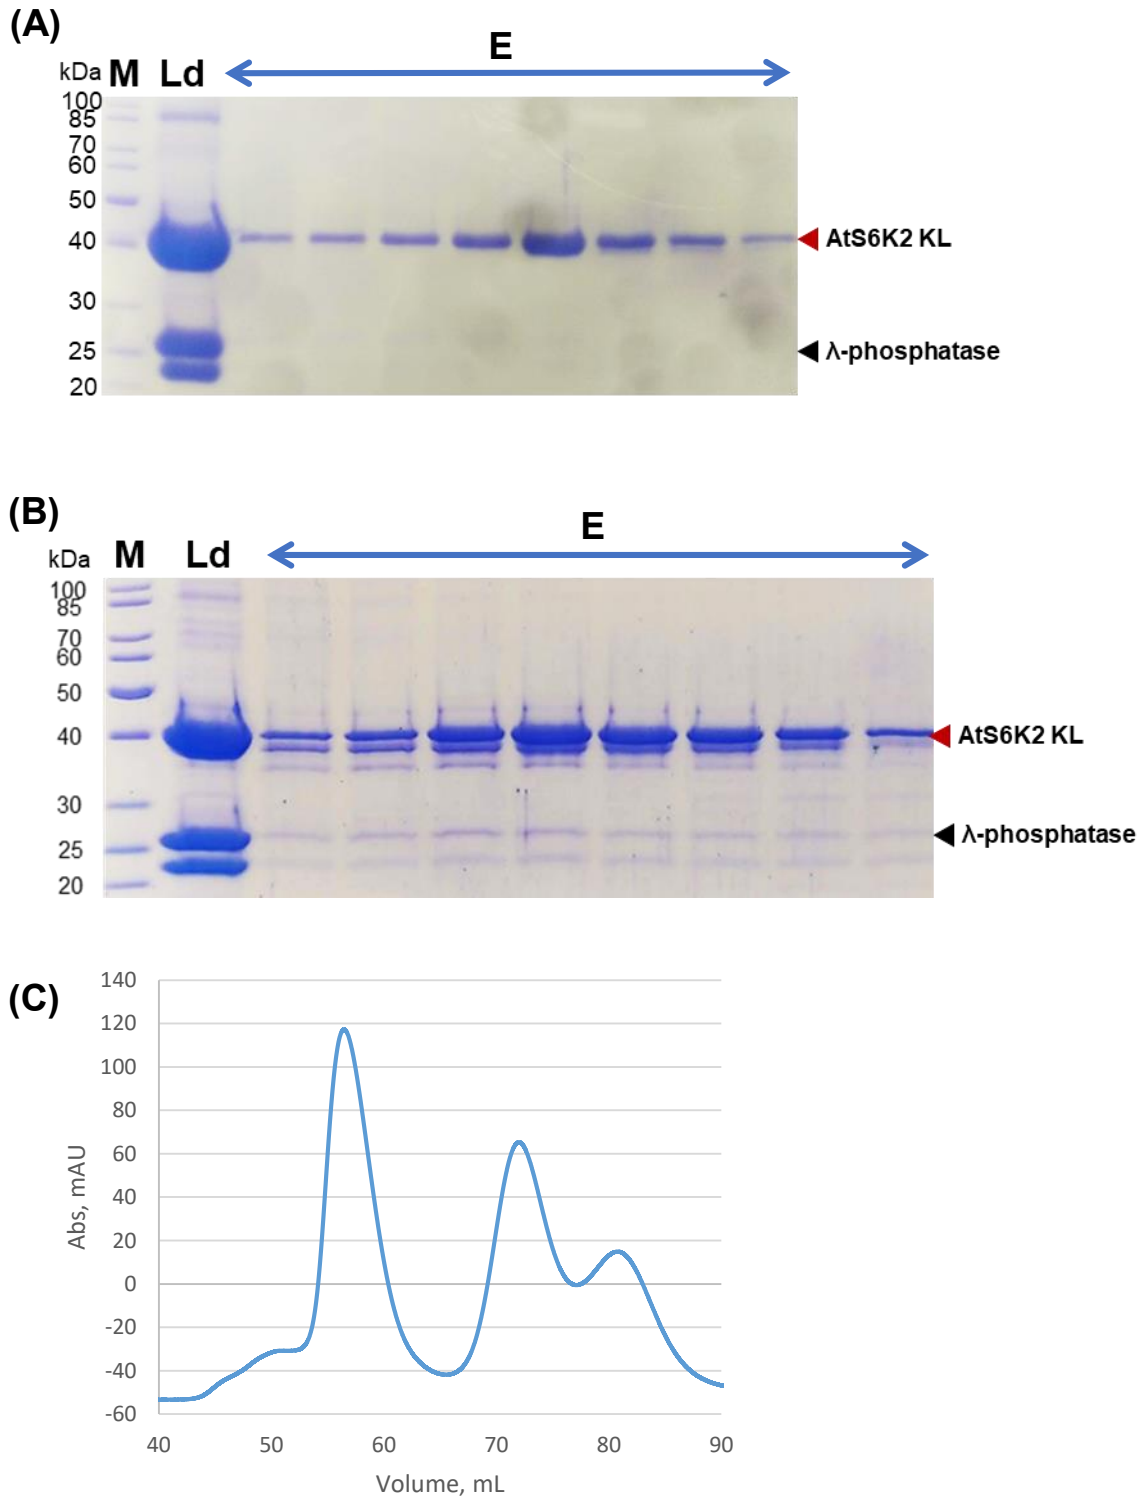 (A)
E
kDa M Ld
100
85
70
60
50
40
30
25
20
AtS6K2 KL
λ-phosphatase
(B)
E
kDa M Ld
100
85
70
60
50
40
30
25
20
AtS6K2 KL
λ-phosphatase
(C)
140
120
100
80
60
40
20
0
-20
-40
-60
Abs, mAU
40 50 60 70 80 90
Volume, mL